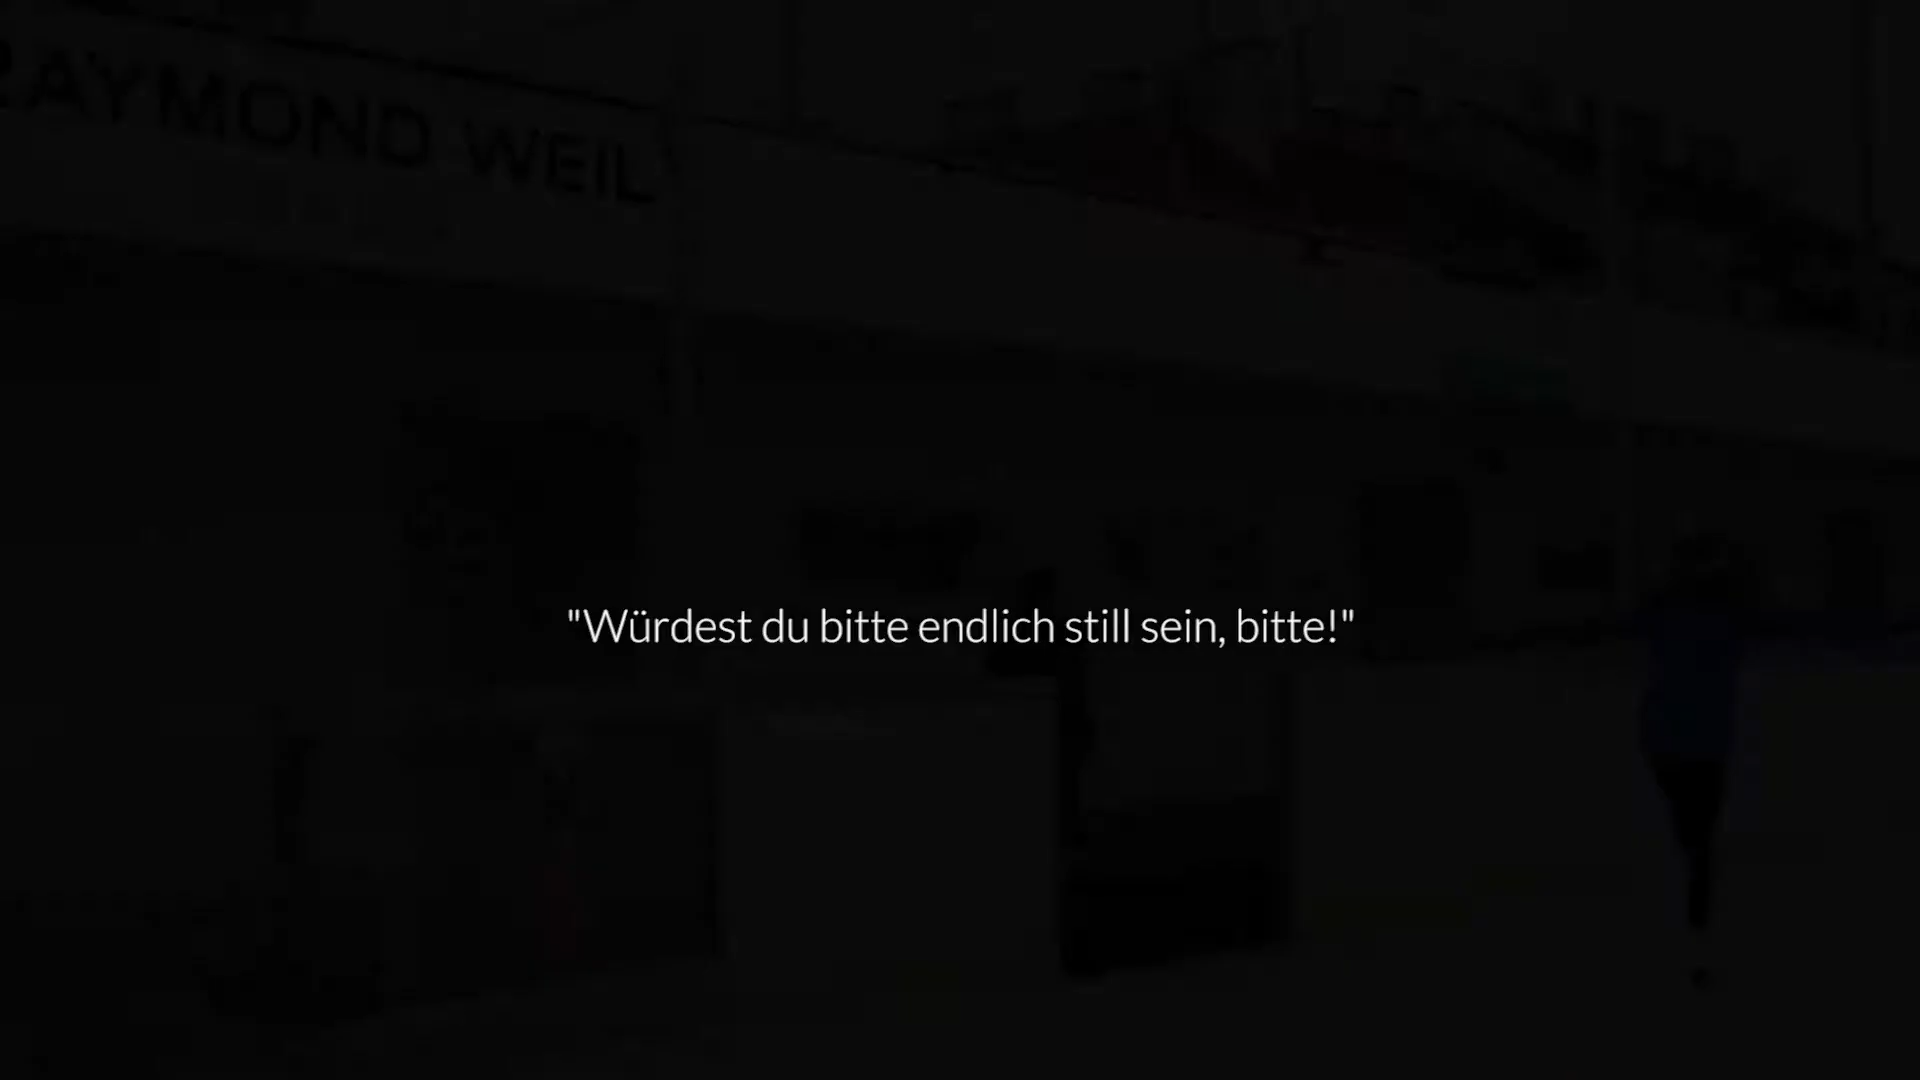 RAYMOND WEIL
"Würdest du bitte endlich still sein, bitte!"